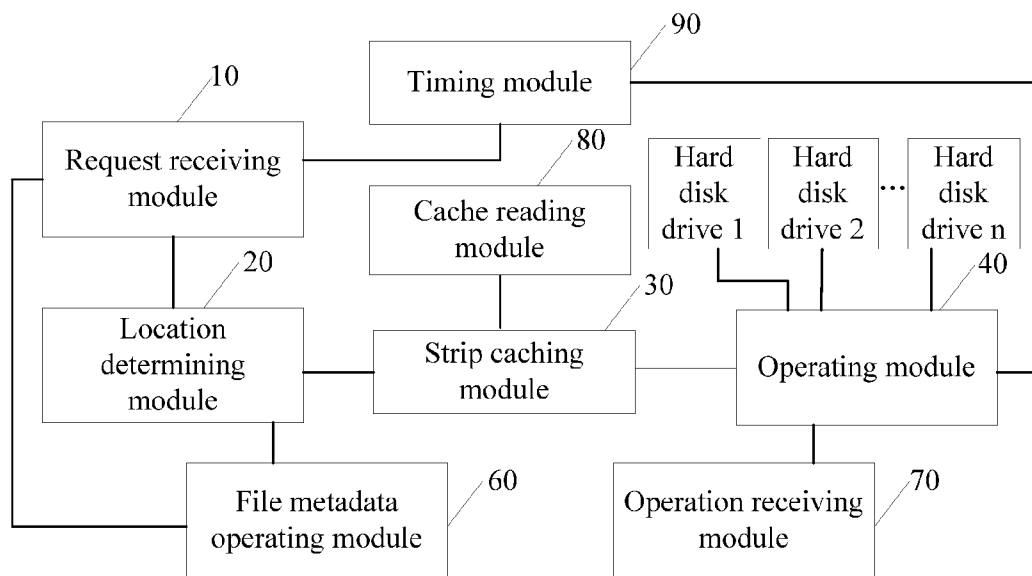 90
Timing module
10
Request receiving
module
80
Cache reading
module
Hard
disk
drive 1
Hard
disk
drive 2
...
Hard
disk
drive n
20
Location
determining
module
30
Strip caching
module
40
Operating module
60
File metadata
operating module
70
Operation receiving
module